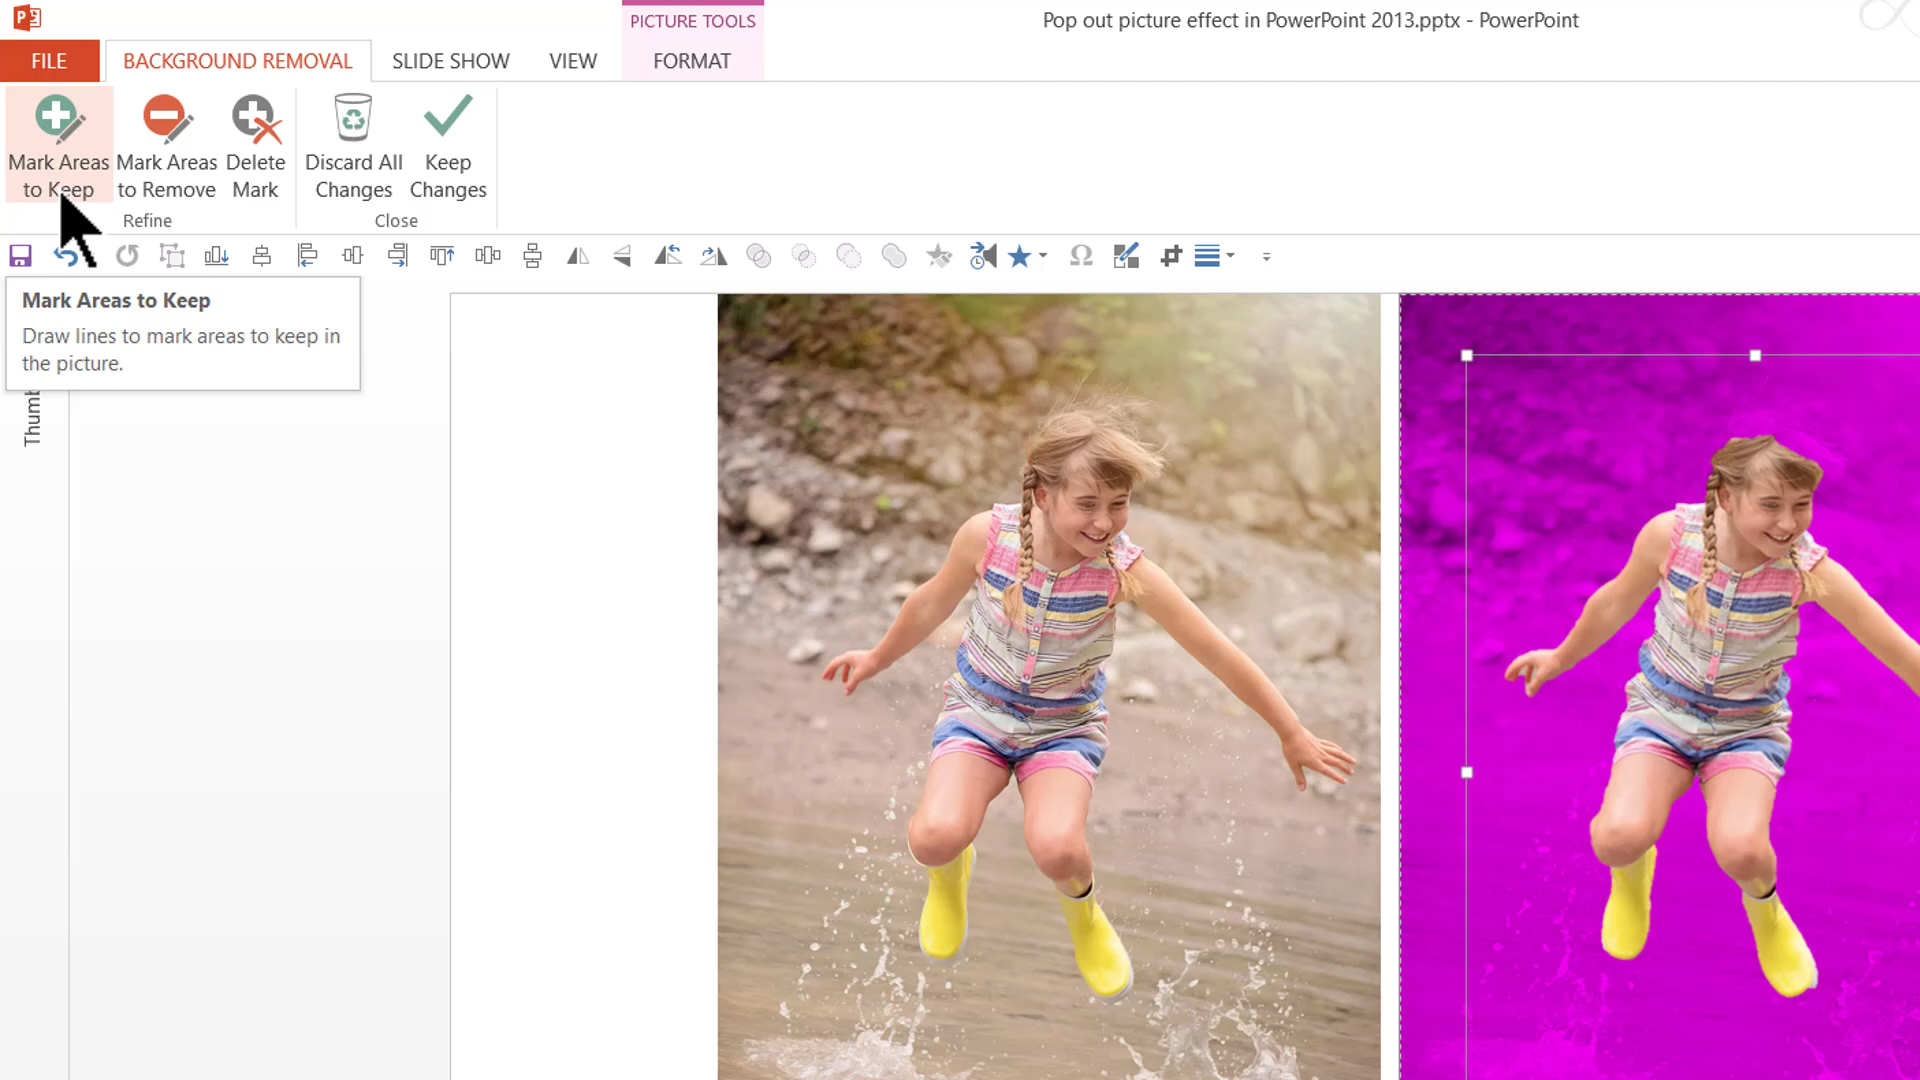 PICTURE TOOLS
Pop out picture effect in PowerPoint 2013.pptx - PowerPoint
FILE
BACKGROUND REMOVAL
SLIDE SHOW
VIEW
FORMAT
Mark Areas
to Keep
Mark Areas
to Remove
Delete
Mark
Discard All
Changes
Keep
Changes
Refine
Close
Mark Areas to Keep
Draw lines to mark areas to keep in
the picture.